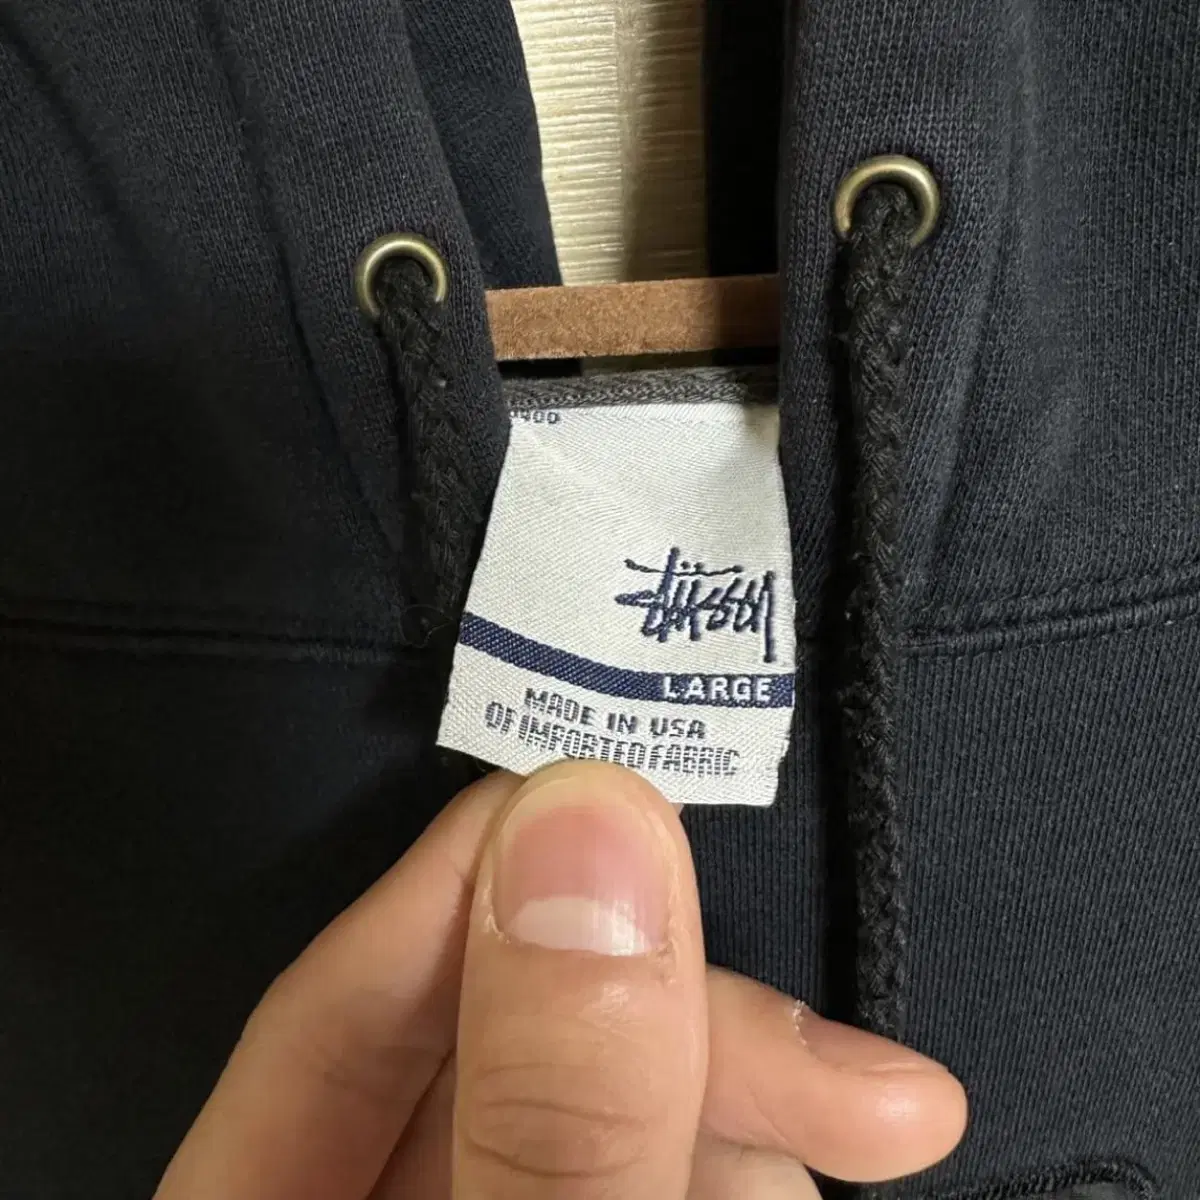 Stüssy
LARGE
MADE IN USA
OF IMPORTED FABRIC